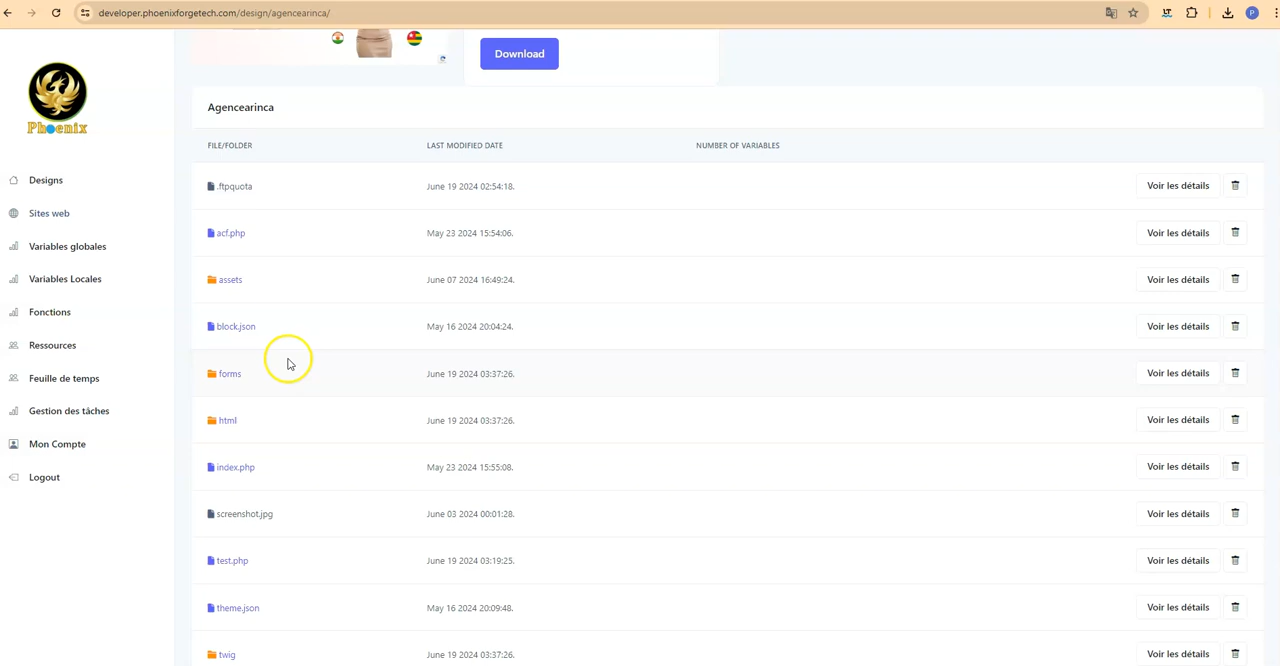 developer.phoenixforgetech.com/design/agencearinca/
LT
P
Download
Phoenix
Agencearinca
FILE/FOLDER LAST MODIFIED DATE NUMBER OF VARIABLES
Designs
Sites web
Variables globales
Variables Locales
Fonctions
Ressources
Feuille de temps
Gestion des tâches
Mon Compte
Logout
.ftpquota June 19 2024 02:54:18. Voir les détails
acf.php May 23 2024 15:54:06. Voir les détails
assets June 07 2024 16:49:24. Voir les détails
block.json May 16 2024 20:04:24. Voir les détails
forms June 19 2024 03:37:26. Voir les détails
html June 19 2024 03:37:26. Voir les détails
index.php May 23 2024 15:55:08. Voir les détails
screenshot.jpg June 03 2024 00:01:28. Voir les détails
test.php June 19 2024 03:19:25. Voir les détails
theme.json May 16 2024 20:09:48. Voir les détails
twig June 19 2024 03:37:26. Voir les détails